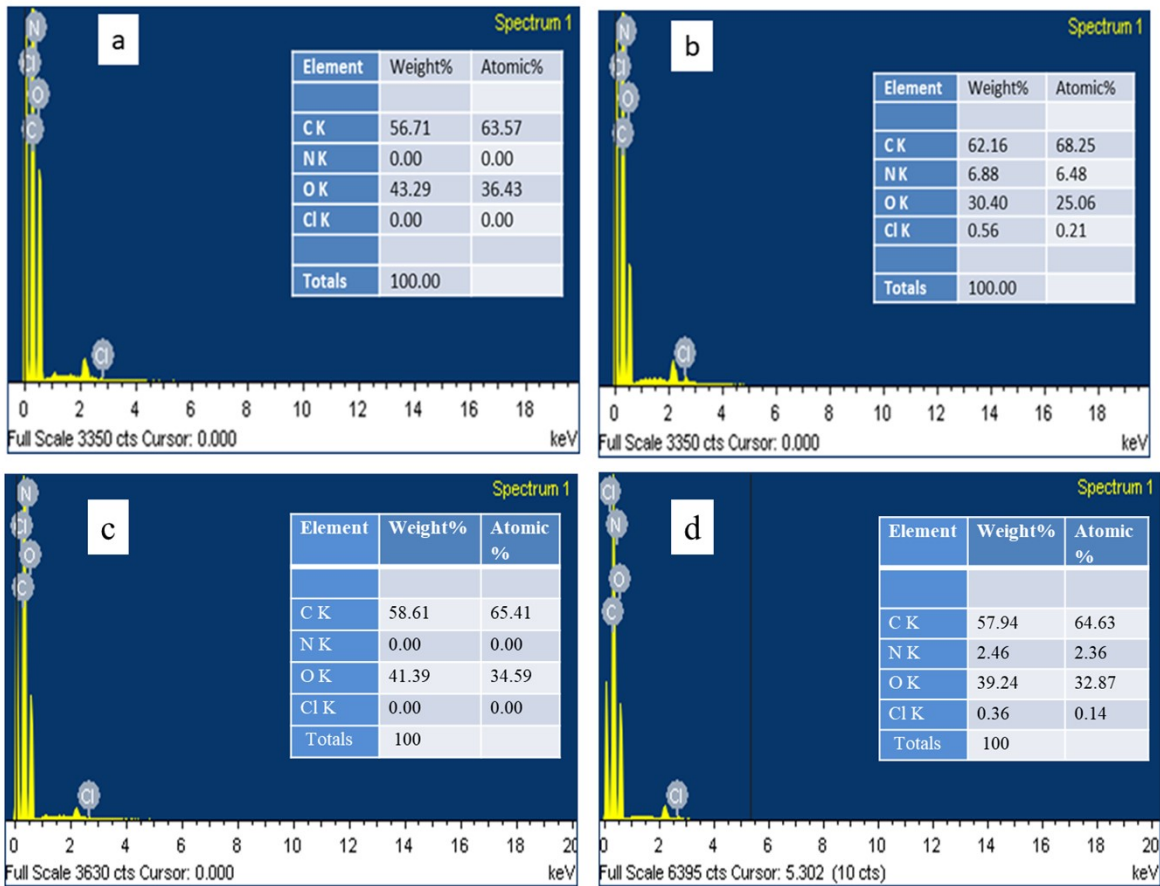 Spectrum 1
a
N
Cl
O
C
Element Weight% Atomic%
C K 56.71 63.57
N K 0.00 0.00
O K 43.29 36.43
Cl K 0.00 0.00
Totals 100.00
Cl
0 2 4 6 8 10 12 14 16 18
Full Scale 3350 cts Cursor: 0.000 keV
Spectrum 1
b
N
Cl
O
C
Element Weight% Atomic%
C K 62.16 68.25
N K 6.88 6.48
O K 30.40 25.06
Cl K 0.56 0.21
Totals 100.00
Cl
0 2 4 6 8 10 12 14 16 18
Full Scale 3350 cts Cursor: 0.000 keV
Spectrum 1
c
N
Cl
O
C
Element Weight% Atomic
%
C K 58.61 65.41
N K 0.00 0.00
O K 41.39 34.59
Cl K 0.00 0.00
Totals 100
Cl
0 2 4 6 8 10 12 14 16 18 20
Full Scale 3630 cts Cursor: 0.000 keV
Spectrum 1
d
Cl
N
O
C
Element Weight% Atomic
%
C K 57.94 64.63
N K 2.46 2.36
O K 39.24 32.87
Cl K 0.36 0.14
Totals 100
Cl
0 2 4 6 8 10 12 14 16 18 20
Full Scale 6395 cts Cursor: 5.302 (10 cts) keV